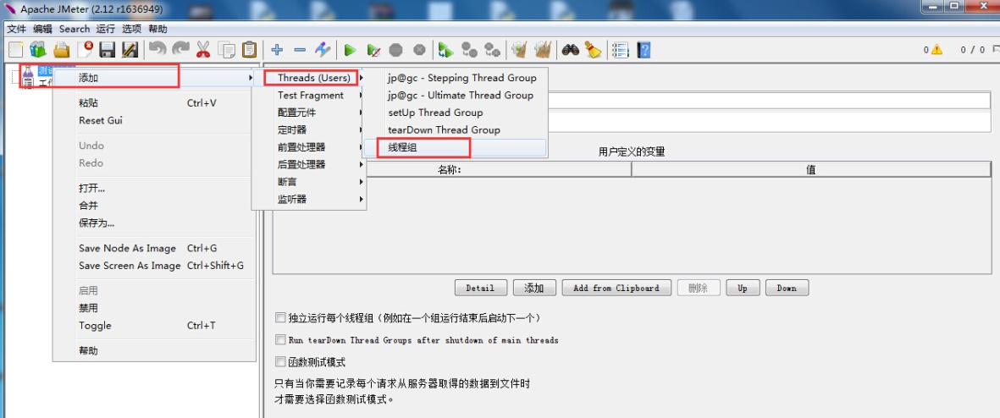 Apache JMeter (2.12 r1636949)
文件 编辑 Search 运行 选项 帮助
0 0 / 0
测试
添加
粘贴 Ctrl+V
Reset Gui
Undo
Redo
打开...
合并
保存为...
Save Node As Image Ctrl+G
Save Screen As Image Ctrl+Shift+G
启用
禁用
Toggle Ctrl+T
帮助
Threads (Users)
Test Fragment
配置元件
定时器
前置处理器
后置处理器
断言
监听器
jp@gc - Stepping Thread Group
jp@gc - Ultimate Thread Group
setUp Thread Group
tearDown Thread Group
线程组
用户定义的变量
名称: 值
Detail 添加 Add from Clipboard 删除 Up Down
独立运行每个线程组（例如在一个组运行结束后启动下一个）
Run tearDown Thread Groups after shutdown of main threads
函数测试模式
只有当你需要记录每个请求从服务器取得的数据到文件时
才需要选择函数测试模式。